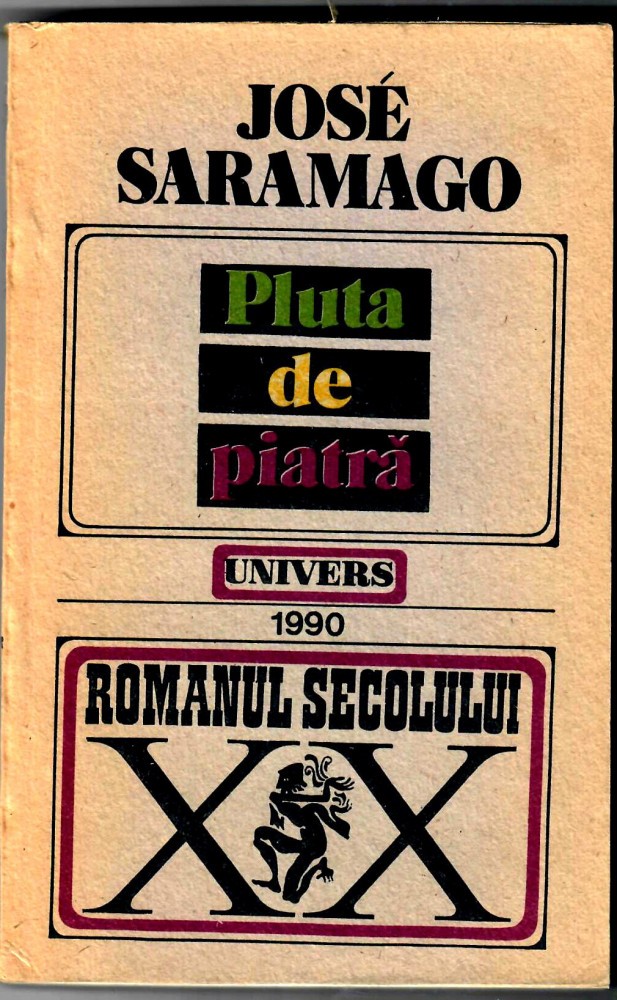 JOSÉ
SARAMAGO
Pluta
de
piatră
UNIVERS
1990
ROMANUL SECOLULUI
XX